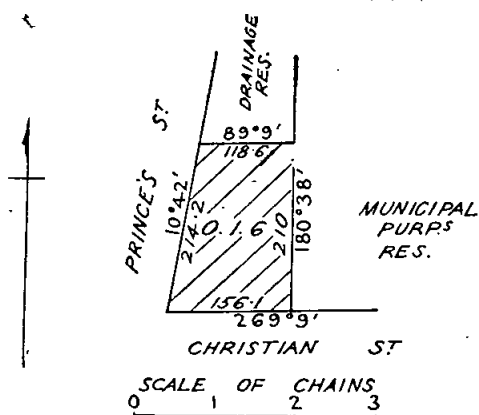 DRAINAGE
RES.
PRINCE'S ST
89°9'
118.6
10°42'
214.2
0.1.6
210
180°38'
MUNICIPAL
PURPS
RES.
156.1
269°9'
CHRISTIAN ST
SCALE OF CHAINS
0 1 2 3